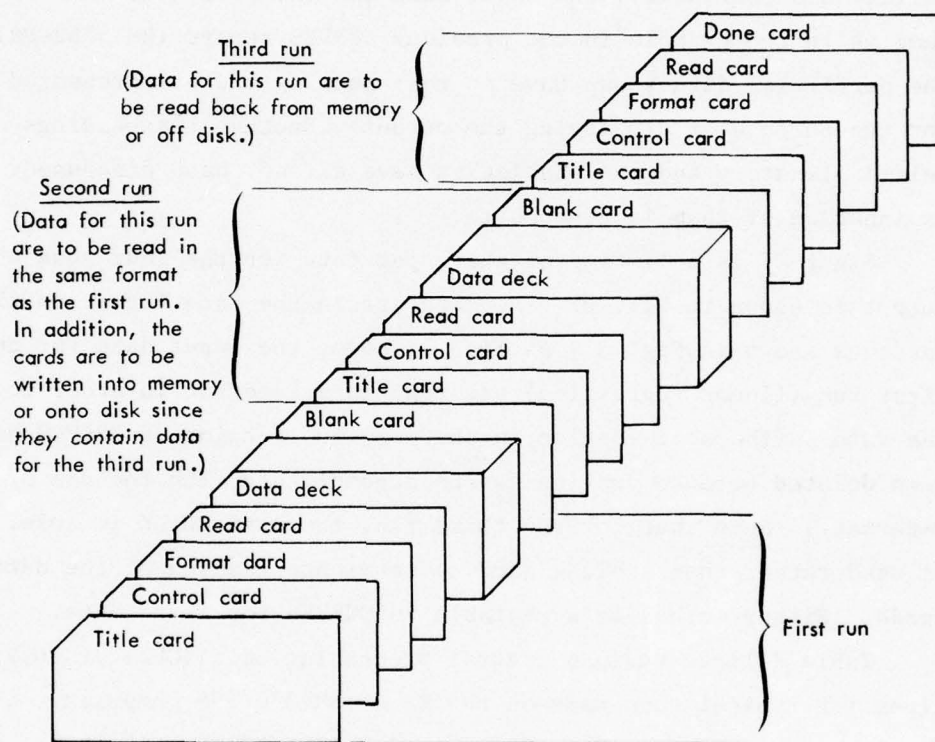 Third run
(Data for this run are to
be read back from memory
or off disk.)
Second run
(Data for this run
are to be read in
the same format
as the first run.
In addition, the
cards are to be
written into memory
or onto disk since
they contain data
for the third run.)
Done card
Read card
Format card
Control card
Title card
Blank card
Data deck
Read card
Control card
Title card
Blank card
Data deck
Read card
Format dard
Control card
Title card
First run